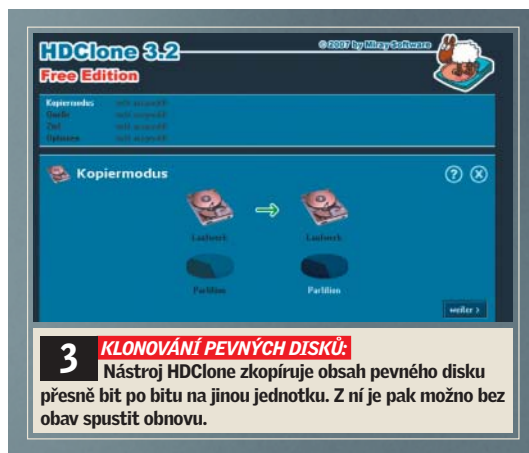 HDClone 3.2
© 2007 by Miray Software
Free Edition
Kopiermodus
Quelle
Ziel
Optionen
Kopiermodus
? X
Laufwerk
Laufwerk
Partition
Partition
weiter >
3 KLONOVÁNÍ PEVNÝCH DISKŮ:
Nástroj HDClone zkopíruje obsah pevného disku
přesně bit po bitu na jinou jednotku. Z ní je pak možno bez
obav spustit obnovu.